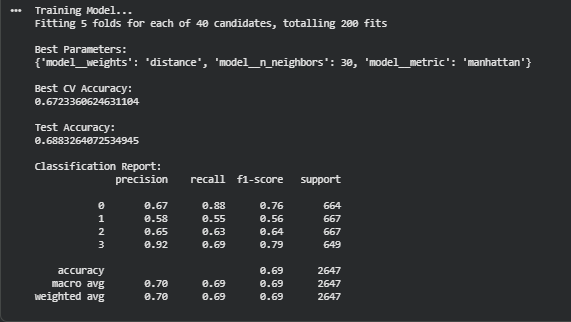 Training Model...
Fitting 5 folds for each of 40 candidates, totalling 200 fits
Best Parameters:
{'model__weights': 'distance', 'model__n_neighbors': 30, 'model__metric': 'manhattan'}
Best CV Accuracy:
0.6723360624631104
Test Accuracy:
0.6883264072534945
Classification Report:
precision recall f1-score support
0 0.67 0.88 0.76 664
1 0.58 0.55 0.56 667
2 0.65 0.63 0.64 667
3 0.92 0.69 0.79 649
accuracy 0.69 2647
macro avg 0.70 0.69 0.69 2647
weighted avg 0.70 0.69 0.69 2647